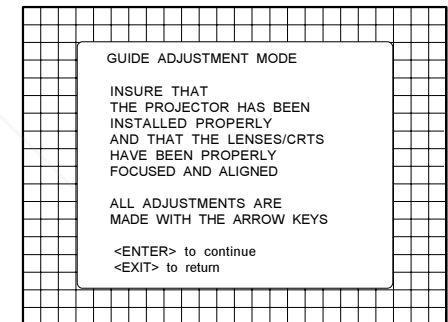 GUIDE ADJUSTMENT MODE
INSURE THAT
THE PROJECTOR HAS BEEN
INSTALLED PROPERLY
AND THAT THE LENSES/CRTS
HAVE BEEN PROPERLY
FOCUSED AND ALIGNED
ALL ADJUSTMENTS ARE
MADE WITH THE ARROW KEYS
<ENTER> to continue
<EXIT> to return